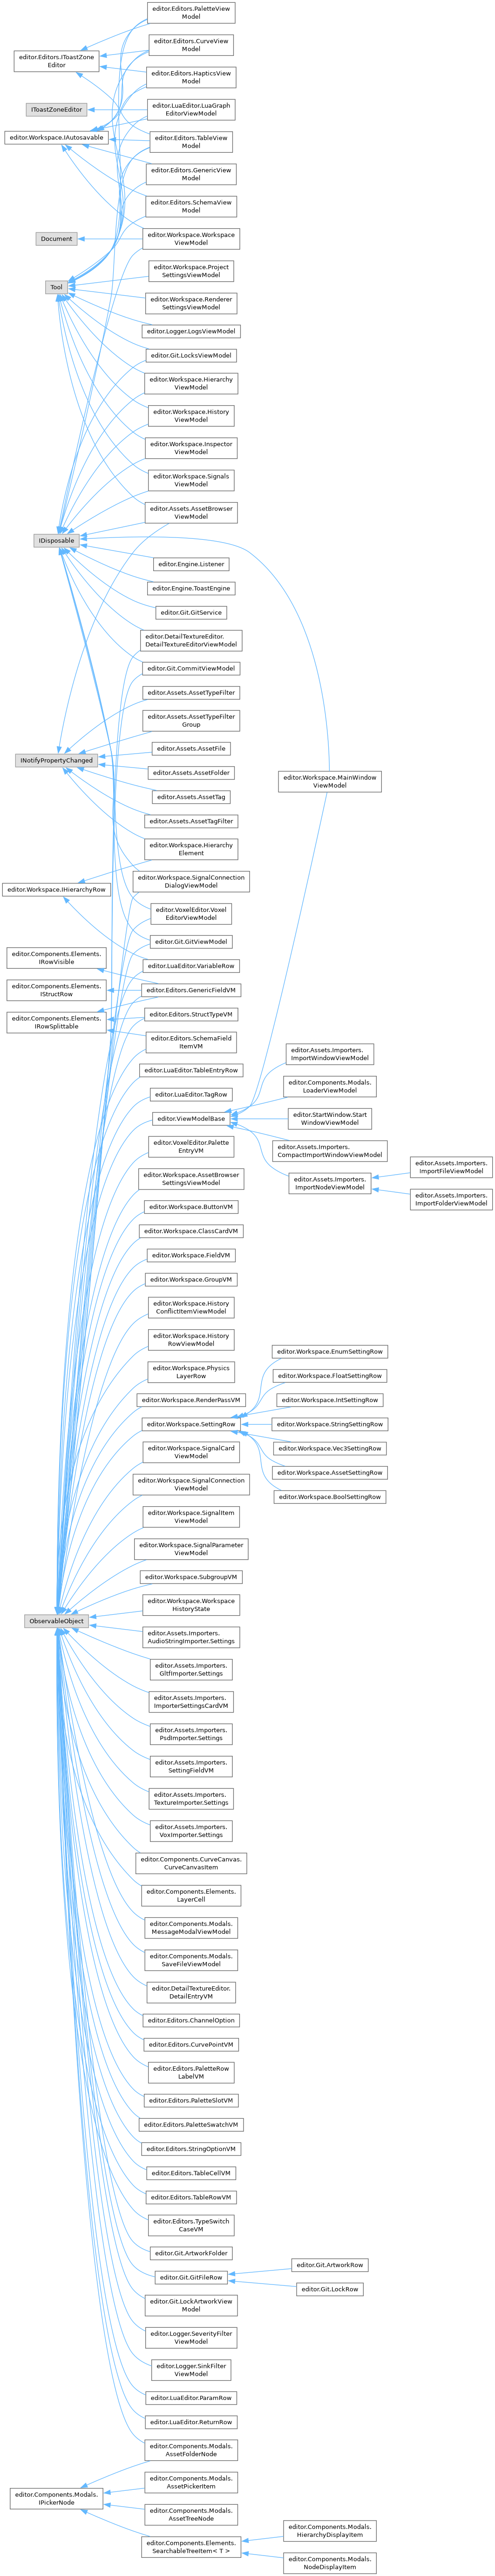 editor.Editors.PaletteView
Model
editor.Editors.CurveView
Model
editor.Editors.IToastZone
Editor
editor.Editors.HapticsView
Model
IToastZoneEditor
editor.LuaEditor.LuaGraph
EditorViewModel
editor.Workspace.IAutosavable
editor.Editors.TableView
Model
editor.Editors.GenericView
Model
editor.Editors.SchemaView
Model
Document
editor.Workspace.Workspace
ViewModel
editor.Workspace.Project
SettingsViewModel
Tool
editor.Workspace.Renderer
SettingsViewModel
editor.Logger.LogsViewModel
editor.Git.LocksViewModel
editor.Workspace.Hierarchy
ViewModel
editor.Workspace.History
ViewModel
editor.Workspace.Inspector
ViewModel
editor.Workspace.Signals
ViewModel
editor.Assets.AssetBrowser
ViewModel
IDisposable
editor.Engine.Listener
editor.Engine.ToastEngine
editor.Git.GitService
editor.DetailTextureEditor.
DetailTextureEditorViewModel
editor.Git.CommitViewModel
editor.Assets.AssetTypeFilter
editor.Assets.AssetTypeFilter
Group
editor.Assets.AssetFile
INotifyPropertyChanged
editor.Assets.AssetFolder
editor.Workspace.MainWindow
ViewModel
editor.Assets.AssetTag
editor.Assets.AssetTagFilter
editor.Workspace.Hierarchy
Element
editor.Workspace.SignalConnection
DialogViewModel
editor.Workspace.IHierarchyRow
editor.VoxelEditor.Voxel
EditorViewModel
editor.Git.GitViewModel
editor.Components.Elements.
IRowVisible
editor.LuaEditor.VariableRow
editor.Components.Elements.
IStructRow
editor.Editors.GenericFieldVM
editor.Components.Elements.
IRowSplittable
editor.Editors.StructTypeVM
editor.Editors.SchemaField
ItemVM
editor.Assets.Importers.
ImportWindowViewModel
editor.LuaEditor.TableEntryRow
editor.Components.Modals.
LoaderViewModel
editor.LuaEditor.TagRow
editor.ViewModelBase
editor.StartWindow.Start
WindowViewModel
editor.VoxelEditor.Palette
EntryVM
editor.Assets.Importers.
CompactImportWindowViewModel
editor.Workspace.AssetBrowser
SettingsViewModel
editor.Assets.Importers.
ImportNodeViewModel
editor.Assets.Importers.
ImportFileViewModel
editor.Assets.Importers.
ImportFolderViewModel
editor.Workspace.ButtonVM
editor.Workspace.ClassCardVM
editor.Workspace.FieldVM
editor.Workspace.GroupVM
editor.Workspace.History
ConflictItemViewModel
editor.Workspace.History
RowViewModel
editor.Workspace.EnumSettingRow
editor.Workspace.Physics
LayerRow
editor.Workspace.FloatSettingRow
editor.Workspace.RenderPassVM
editor.Workspace.IntSettingRow
editor.Workspace.SettingRow
editor.Workspace.StringSettingRow
editor.Workspace.SignalCard
ViewModel
editor.Workspace.Vec3SettingRow
editor.Workspace.SignalConnection
ViewModel
editor.Workspace.AssetSettingRow
editor.Workspace.BoolSettingRow
editor.Workspace.SignalItem
ViewModel
editor.Workspace.SignalParameter
ViewModel
editor.Workspace.SubgroupVM
editor.Workspace.Workspace
HistoryState
ObservableObject
editor.Assets.Importers.
AudioStringImporter.Settings
editor.Assets.Importers.
GltfImporter.Settings
editor.Assets.Importers.
ImporterSettingsCardVM
editor.Assets.Importers.
PsdImporter.Settings
editor.Assets.Importers.
SettingFieldVM
editor.Assets.Importers.
TextureImporter.Settings
editor.Assets.Importers.
VoxImporter.Settings
editor.Components.CurveCanvas.
CurveCanvasItem
editor.Components.Elements.
LayerCell
editor.Components.Modals.
MessageModalViewModel
editor.Components.Modals.
SaveFileViewModel
editor.DetailTextureEditor.
DetailEntryVM
editor.Editors.ChannelOption
editor.Editors.CurvePointVM
editor.Editors.PaletteRow
LabelVM
editor.Editors.PaletteSlotVM
editor.Editors.PaletteSwatchVM
editor.Editors.StringOptionVM
editor.Editors.TableCellVM
editor.Editors.TableRowVM
editor.Editors.TypeSwitch
CaseVM
editor.Git.ArtworkFolder
editor.Git.ArtworkRow
editor.Git.GitFileRow
editor.Git.LockRow
editor.Git.LockArtworkView
Model
editor.Logger.SeverityFilter
ViewModel
editor.Logger.SinkFilter
ViewModel
editor.LuaEditor.ParamRow
editor.LuaEditor.ReturnRow
editor.Components.Modals.
AssetFolderNode
editor.Components.Modals.
IPickerNode
editor.Components.Modals.
AssetPickerItem
editor.Components.Modals.
AssetTreeNode
editor.Components.Elements.
SearchableTreeItem< T >
editor.Components.Modals.
HierarchyDisplayItem
editor.Components.Modals.
NodeDisplayItem